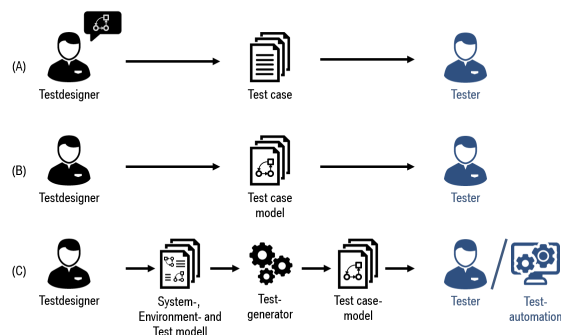 (A)
Testdesigner
Test case
Tester
(B)
Testdesigner
Test case
model
Tester
(C)
Testdesigner
System-,
Environment- and
Test modell
Test-
generator
Test case-
model
Tester
Test-
automation